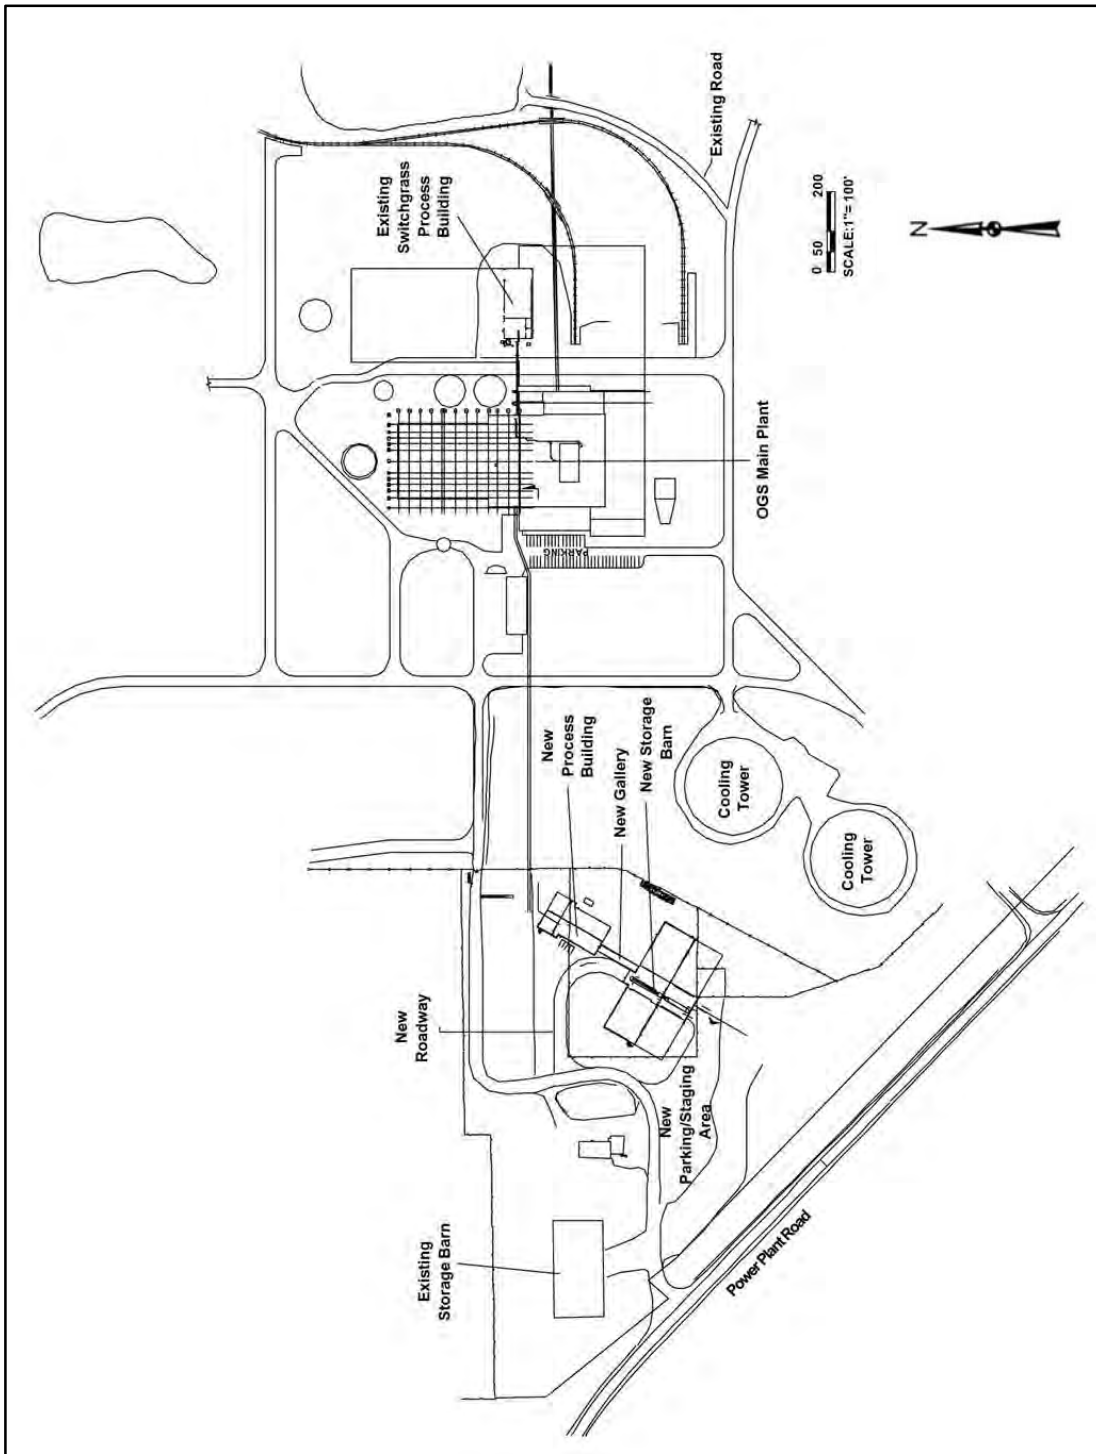 Existing
Switchgrass
Process
Building
Existing Road
0 50 200
SCALE:1"= 100'
N
OGS Main Plant
PARKING
New
Process
Building
New Gallery
New Storage
Barn
Cooling
Tower
Cooling
Tower
New
Roadway
New
Parking/Staging
Area
Existing
Storage Barn
Power Plant Road